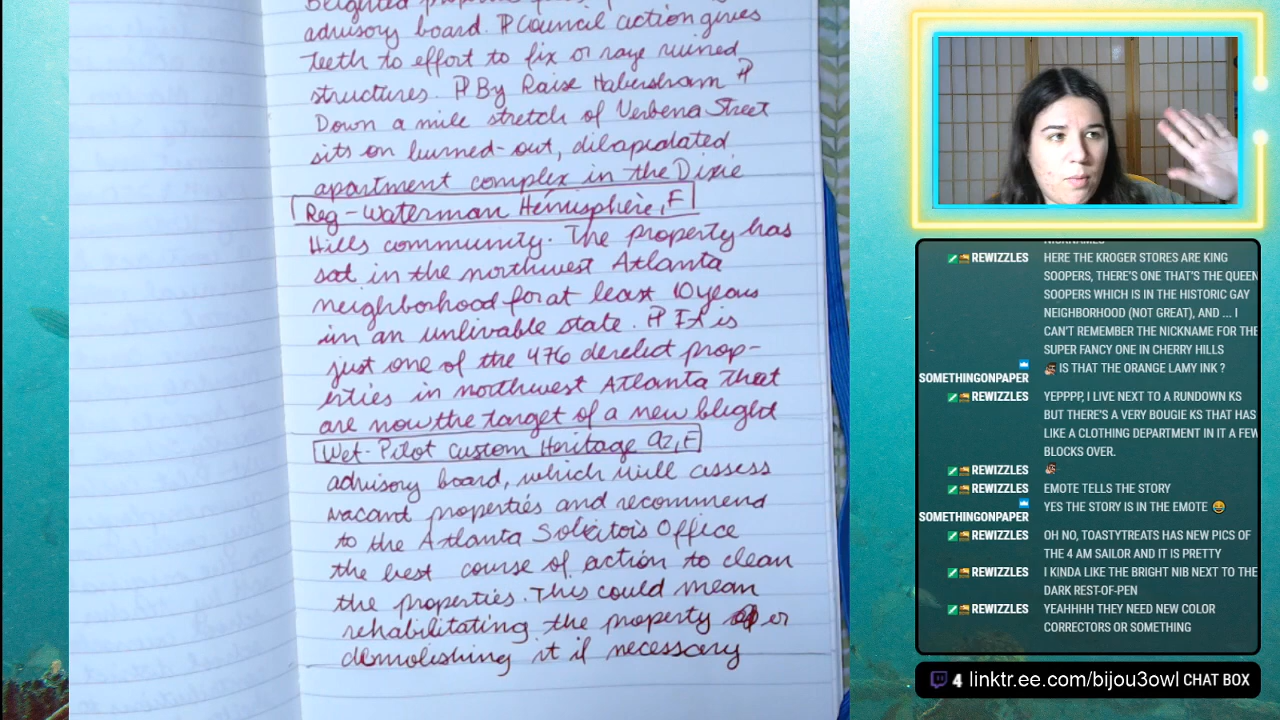 advisory board. ⁋ Council action gives
teeth to effort to fix or raze ruined
structures. ⁋ By Raise Habersham ⁋
Down a mile stretch of Verbena Street
sits on burned-out, dilapidated
apartment complex in the Dixie
Reg - Waterman Hemisphere, F
Hills community. The property has
sat in the northwest Atlanta
neighborhood for at least 10 years
in an unlivable state. ⁋ It is
just one of the 476 derelect prop-
erties in northwest Atlanta that
are now the target of a new blight
Wet - Pilot Custom Heritage 92, F
advisory board, which will assess
vacant properties and recommend
to the Atlanta Solicitor's Office
the best course of action to clean
the properties. This could mean
rehabilitating the property or
demolishing it if necessary
NICKNAMES
REWIZZLES HERE THE KROGER STORES ARE KING
SOOPERS, THERE'S ONE THAT'S THE QUEEN
SOOPERS WHICH IS IN THE HISTORIC GAY
NEIGHBORHOOD (NOT GREAT), AND ... I
CAN'T REMEMBER THE NICKNAME FOR THE
SUPER FANCY ONE IN CHERRY HILLS
SOMETHINGONPAPER IS THAT THE ORANGE LAMY INK ?
REWIZZLES YEPPPP, I LIVE NEXT TO A RUNDOWN KS
BUT THERE'S A VERY BOUGIE KS THAT HAS
LIKE A CLOTHING DEPARTMENT IN IT A FEW
BLOCKS OVER.
REWIZZLES
REWIZZLES EMOTE TELLS THE STORY
SOMETHINGONPAPER YES THE STORY IS IN THE EMOTE 😅
REWIZZLES OH NO, TOASTYTREATS HAS NEW PICS OF
THE 4 AM SAILOR AND IT IS PRETTY
REWIZZLES I KINDA LIKE THE BRIGHT NIB NEXT TO THE
DARK REST-OF-PEN
REWIZZLES YEAHHHH THEY NEED NEW COLOR
CORRECTORS OR SOMETHING
4 linktr.ee.com/bijou3owl CHAT BOX